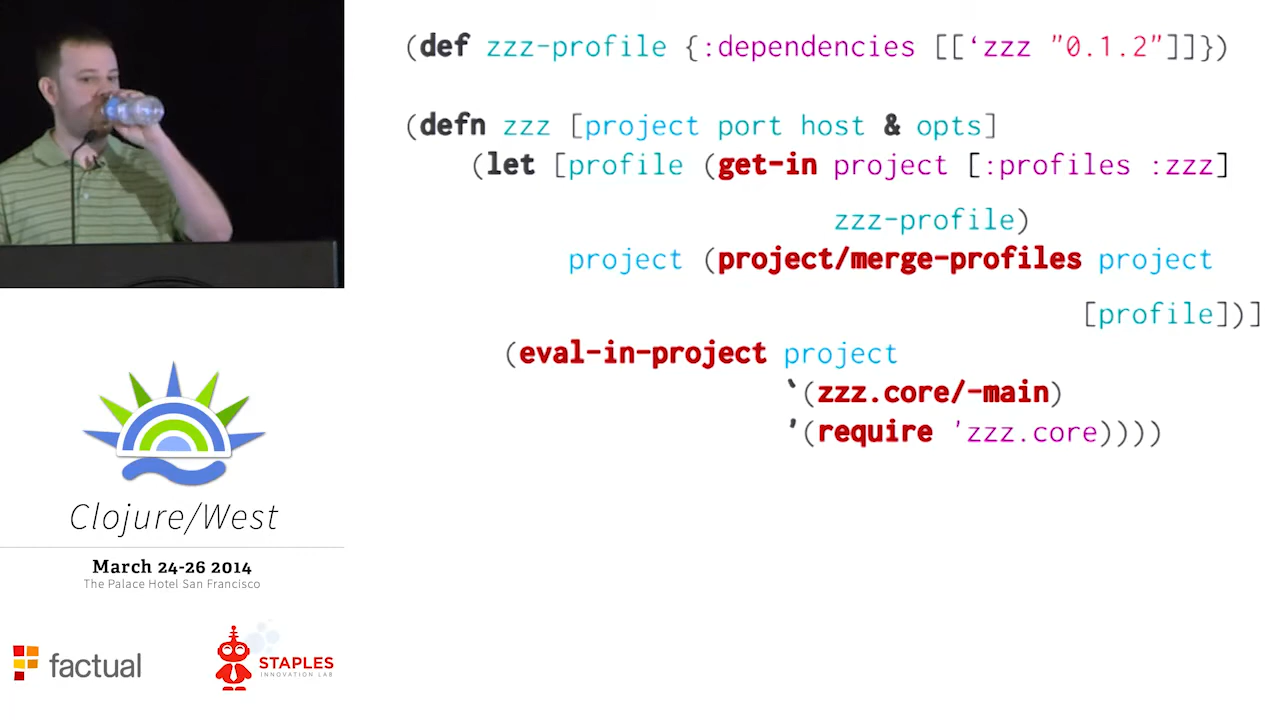 (def zzz-profile {:dependencies [[‘zzz ”0.1.2”]]})
(defn zzz [project port host & opts]
(let [profile (get-in project [:profiles :zzz]
zzz-profile)
project (project/merge-profiles project
[profile])]
(eval-in-project project
`(zzz.core/-main)
'(require 'zzz.core))))
Clojure/West
March 24-26 2014
The Palace Hotel San Francisco
factual
STAPLES
INNOVATION LAB